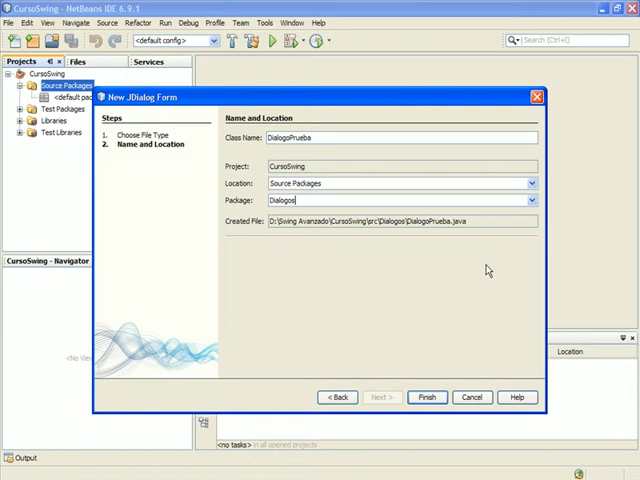 CursoSwing - NetBeans IDE 6.9.1
File Edit View Navigate Source Refactor Run Debug Profile Team Tools Window Help
<default config>
Search (Ctrl+I)
Projects Files Services
CursoSwing
Source Packages
<default pac
Test Packages
Libraries
Test Libraries
New JDialog Form
Steps
1. Choose File Type
2. Name and Location
Name and Location
Class Name: DialogoPrueba
Project: CursoSwing
Location: Source Packages
Package: Dialogos
Created File: D:\Swing Avanzado\CursoSwing\src\Dialogos\DialogoPrueba.java
< Back Next > Finish Cancel Help
CursoSwing - Navigator
<No View
Location
<no tasks> in all opened projects
Output